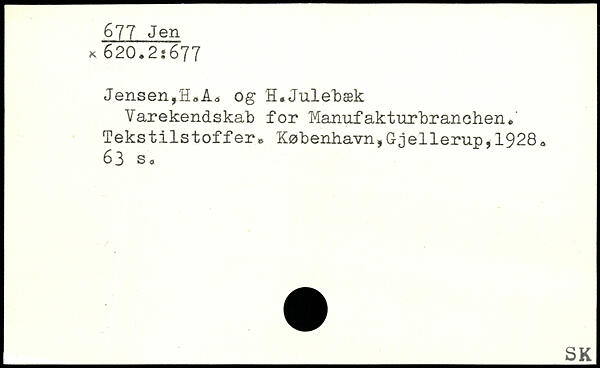 677 Jen
x 620.2:677
Jensen,H.A. og H.Julebæk
Varekendskab for Manufakturbranchen.
Tekstilstoffer. København,Gjellerup,1928.
63 s.
SK